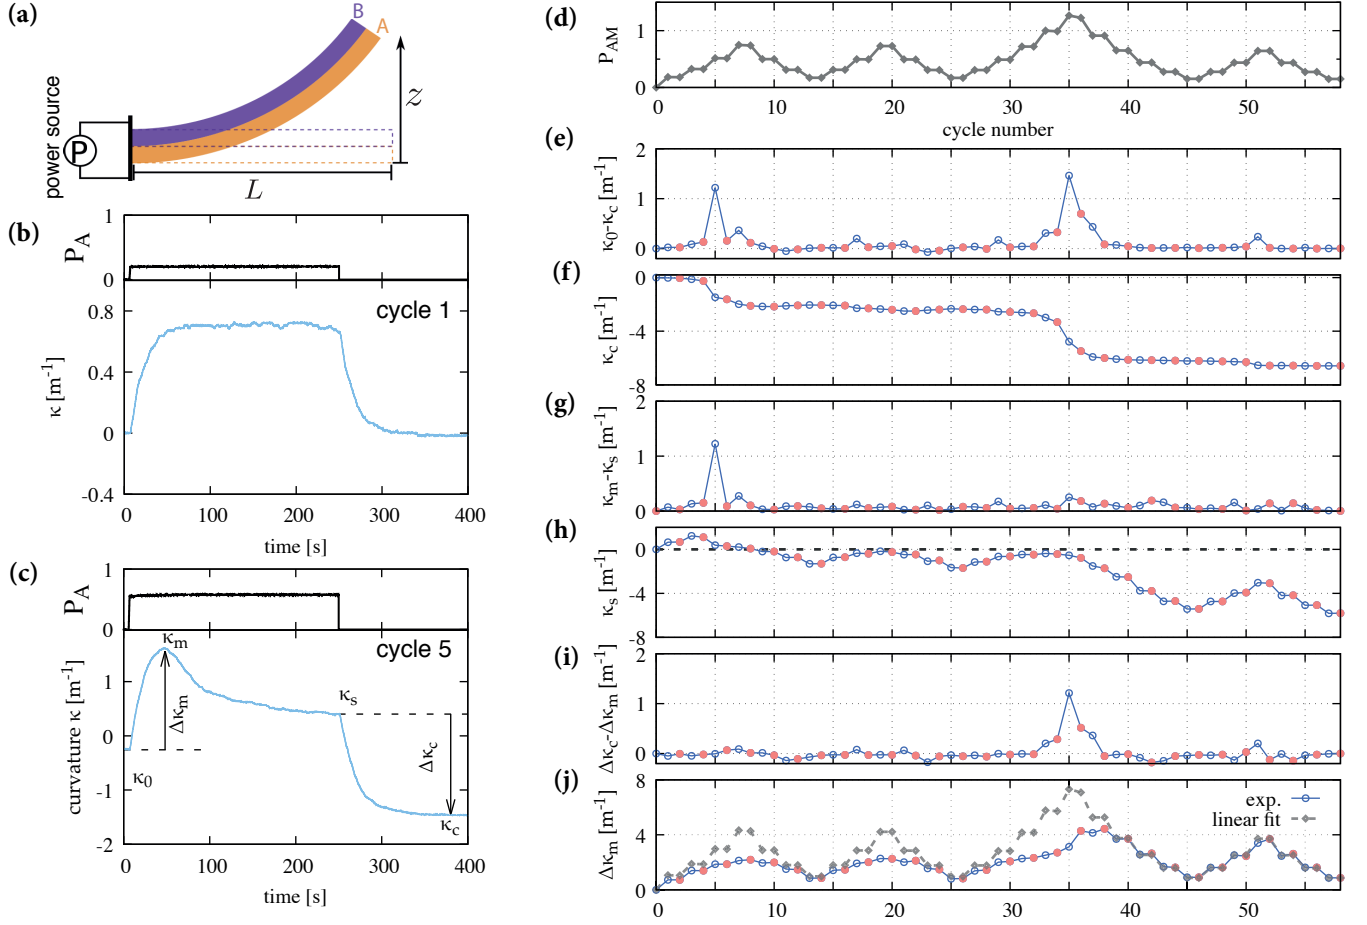 (a)
B
A
z
power source
P
L
(b)
P_A
1
0
cycle 1
κ [m⁻¹]
0.8
0.4
0
-0.4
0 100 200 300 400
time [s]
(c)
P_A
1
0
0 100 200 300 400
cycle 5
curvature κ [m⁻¹]
1
0
-1
-2
κ_m
Δκ_m
κ_0
κ_s
Δκ_c
κ_c
0 100 200 300 400
time [s]
(d)
P_AM
1
0
0 10 20 30 40 50
cycle number
(e)
κ_0-κ_c [m⁻¹]
2
1
0
(f)
κ_c [m⁻¹]
0
-4
-8
(g)
κ_m-κ_s [m⁻¹]
2
1
0
(h)
κ_s [m⁻¹]
0
-4
-8
(i)
Δκ_c-Δκ_m [m⁻¹]
2
1
0
(j)
Δκ_m [m⁻¹]
8
4
0
exp.
linear fit
0 10 20 30 40 50